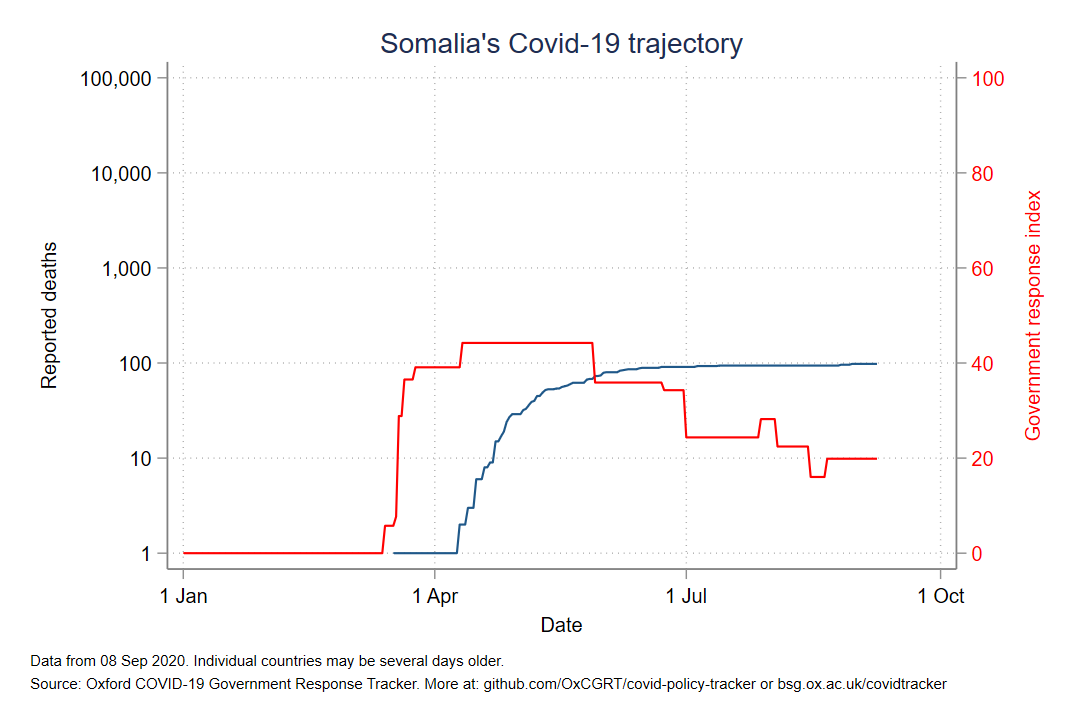 Somalia's Covid-19 trajectory
100,000
10,000
1,000
100
10
1
Reported deaths
100
80
60
40
20
0
Government response index
1 Jan
1 Apr
1 Jul
1 Oct
Date
Data from 08 Sep 2020. Individual countries may be several days older.
Source: Oxford COVID-19 Government Response Tracker. More at: github.com/OxCGRT/covid-policy-tracker or bsg.ox.ac.uk/covidtracker